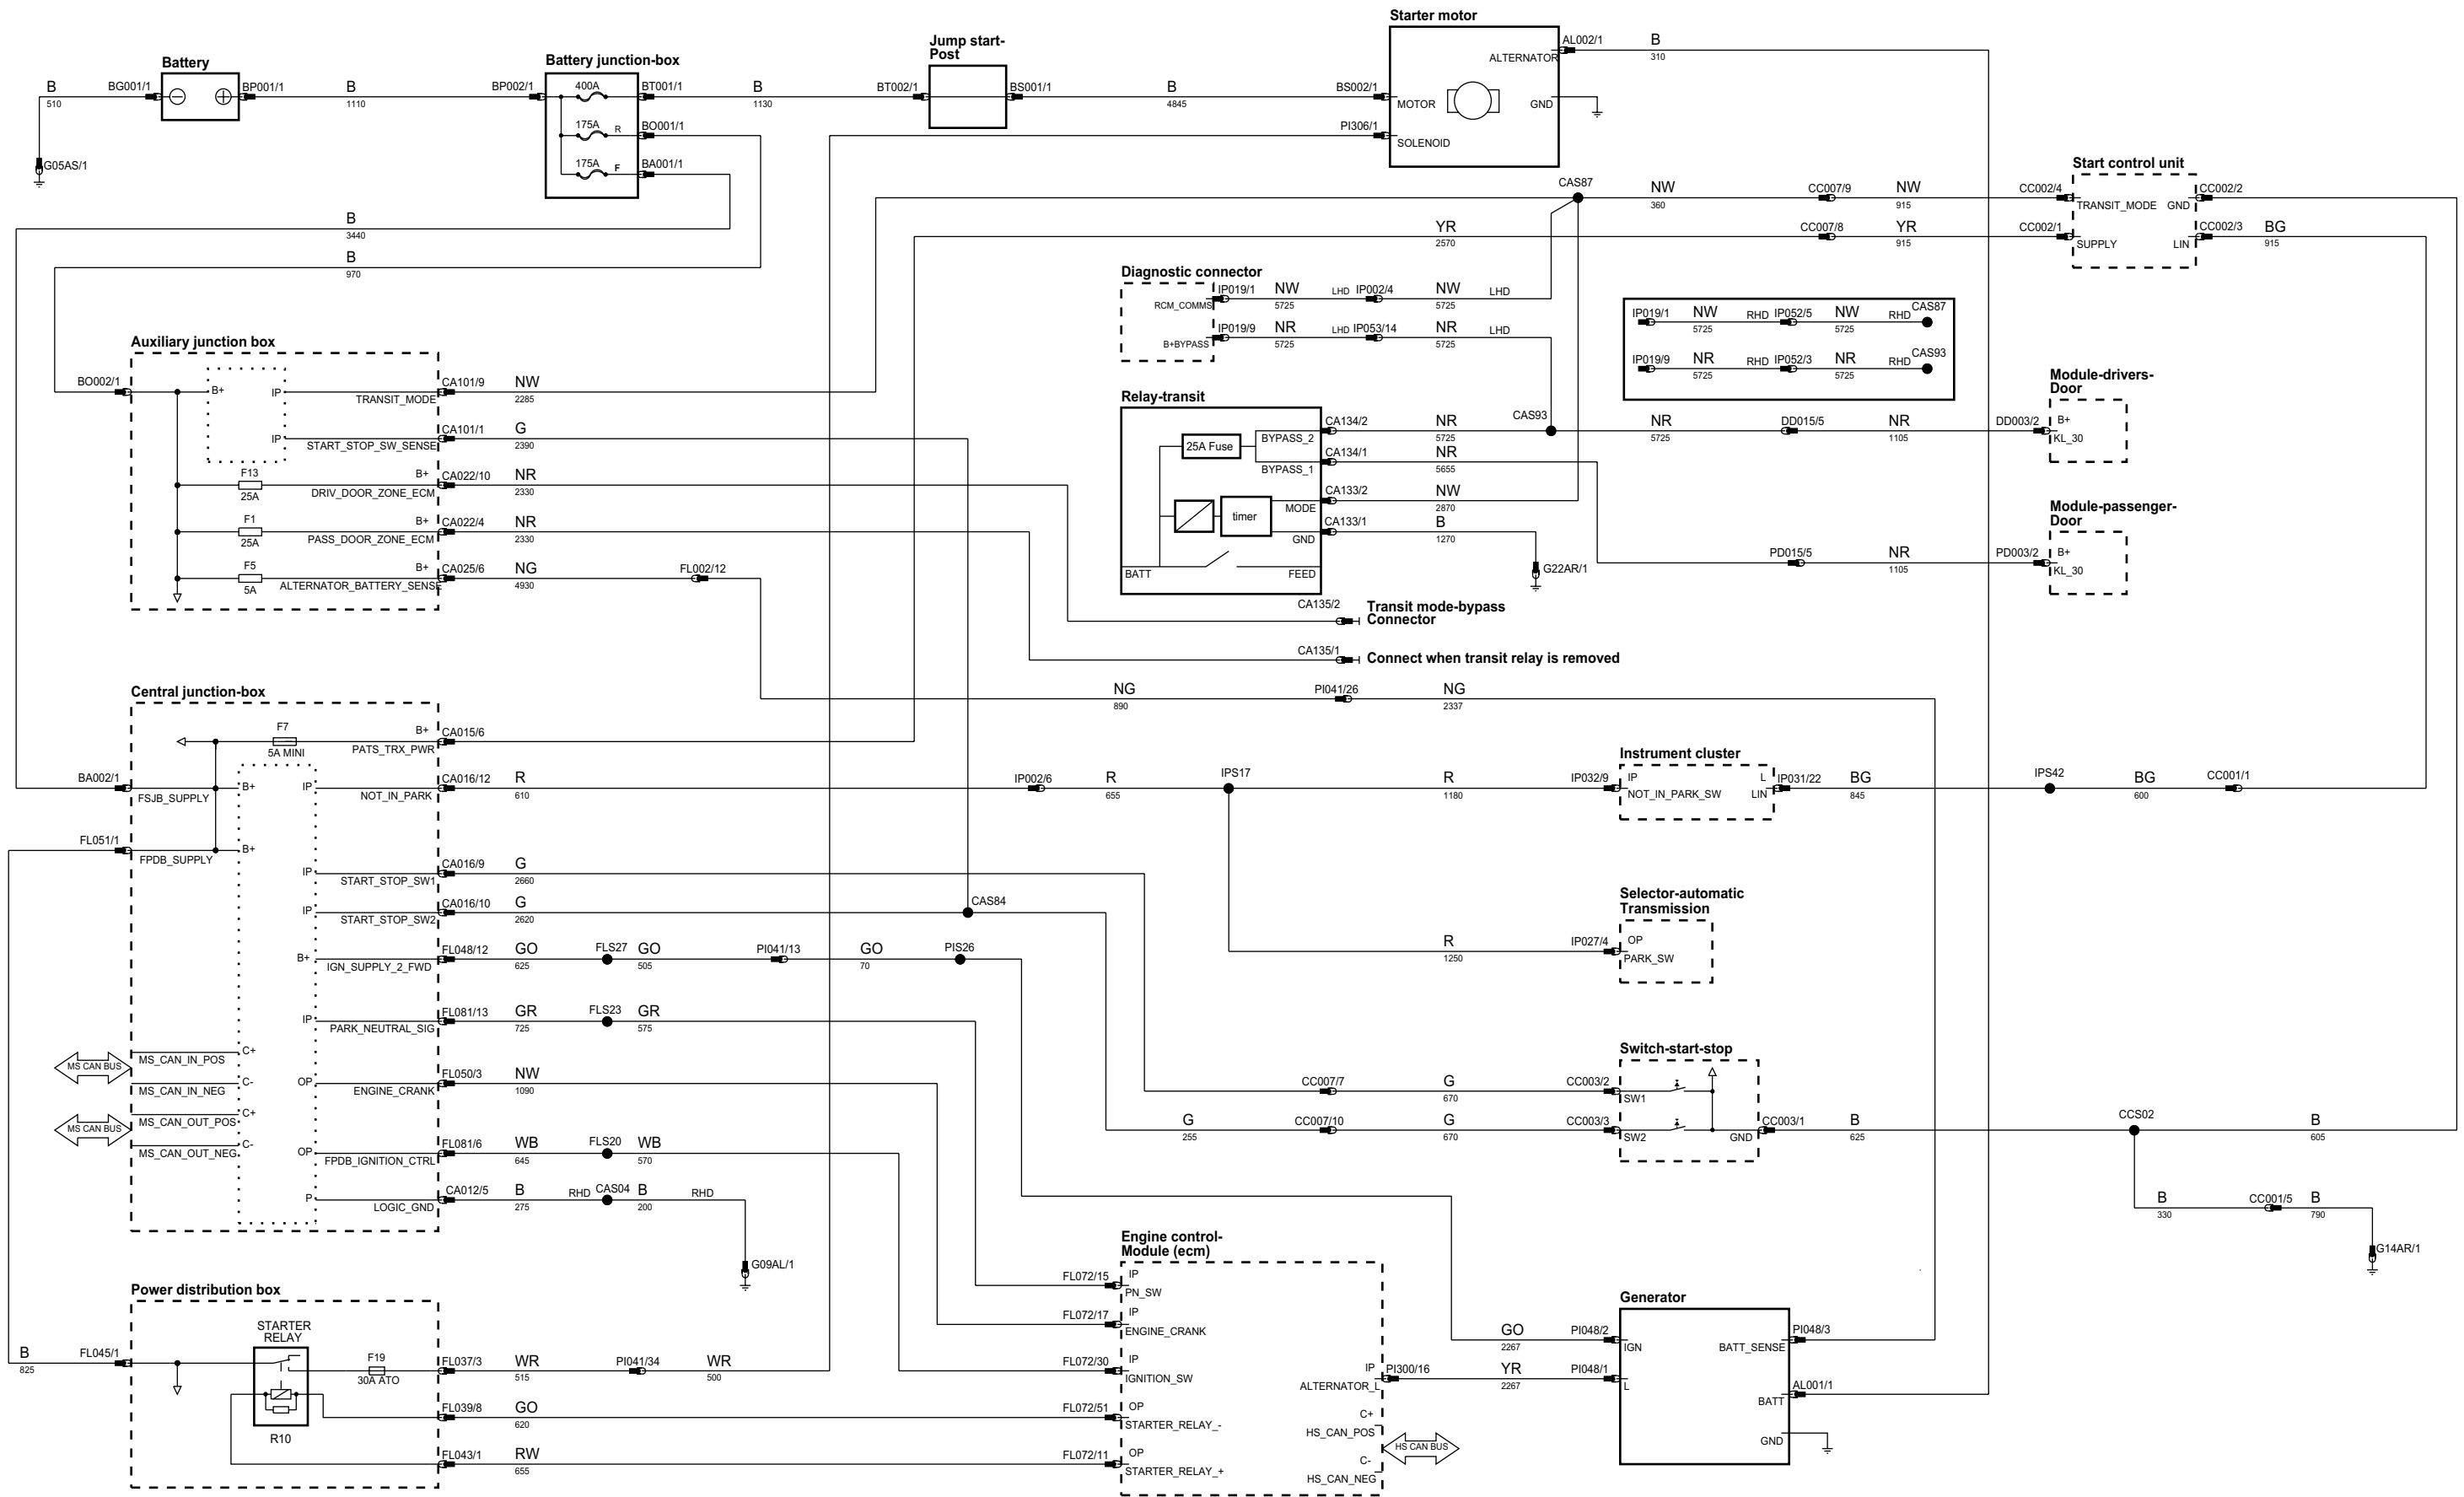 Starter motor
AL002/1
B
310
ALTERNATOR
MOTOR
GND
SOLENOID
BS002/1
PI306/1
Jump start-
Post
BT002/1
BS001/1
B
4845
Battery junction-box
BP002/1
400A
BT001/1
B
1130
175A
R
BO001/1
175A
F
BA001/1
Battery
B
510
BG001/1
BP001/1
B
1110
G05AS/1
B
3440
B
970
CAS87
NW
360
CC007/9
NW
915
CC002/4
YR
2570
CC007/8
YR
915
CC002/1
Start control unit
TRANSIT_MODE
GND
CC002/2
SUPPLY
LIN
CC002/3
BG
915
Diagnostic connector
RCM_COMMS
IP019/1
NW
5725
LHD
IP002/4
NW
5725
LHD
B+BYPASS
IP019/9
NR
5725
LHD
IP053/14
NR
5725
LHD
IP019/1
NW
5725
RHD
IP052/5
NW
5725
RHD
CAS87
IP019/9
NR
5725
RHD
IP052/3
NR
5725
RHD
CAS93
Auxiliary junction box
BO002/1
B+
IP
TRANSIT_MODE
CA101/9
NW
2285
IP
START_STOP_SW_SENSE
CA101/1
G
2390
F13
25A
B+
DRIV_DOOR_ZONE_ECM
CA022/10
NR
2330
F1
25A
B+
PASS_DOOR_ZONE_ECM
CA022/4
NR
2330
F5
5A
B+
ALTERNATOR_BATTERY_SENSE
CA025/6
NG
4930
FL002/12
Relay-transit
25A Fuse
BYPASS_2
CA134/2
NR
5725
CAS93
NR
5725
DD015/5
NR
1105
DD003/2
BYPASS_1
CA134/1
NR
5655
timer
MODE
CA133/2
NW
2870
GND
CA133/1
B
1270
BATT
FEED
G22AR/1
PD015/5
NR
1105
PD003/2
Module-drivers-
Door
B+
KL_30
Module-passenger-
Door
B+
KL_30
CA135/2
Transit mode-bypass
Connector
CA135/1
Connect when transit relay is removed
NG
890
PI041/26
NG
2337
Central junction-box
F7
5A MINI
B+
PATS_TRX_PWR
CA015/6
BA002/1
FSJB_SUPPLY
B+
IP
NOT_IN_PARK
CA016/12
R
610
IP002/6
R
655
IPS17
R
1180
IP032/9
Instrument cluster
IP
NOT_IN_PARK_SW
L
LIN
IP031/22
BG
845
IPS42
BG
600
CC001/1
FL051/1
FPDB_SUPPLY
B+
IP
START_STOP_SW1
CA016/9
G
2660
IP
START_STOP_SW2
CA016/10
G
2620
CAS84
Selector-automatic
Transmission
R
1250
IP027/4
OP
PARK_SW
B+
IGN_SUPPLY_2_FWD
FL048/12
GO
625
FLS27
GO
505
PI041/13
GO
70
PIS26
IP
PARK_NEUTRAL_SIG
FL081/13
GR
725
FLS23
GR
575
MS CAN BUS
MS_CAN_IN_POS
C+
MS_CAN_IN_NEG
C-
OP
ENGINE_CRANK
FL050/3
NW
1090
MS CAN BUS
MS_CAN_OUT_POS
C+
MS_CAN_OUT_NEG
C-
OP
FPDB_IGNITION_CTRL
FL081/6
WB
645
FLS20
WB
570
P
LOGIC_GND
CA012/5
B
275
RHD
CAS04
B
200
RHD
G09AL/1
Switch-start-stop
CC007/7
G
670
CC003/2
SW1
G
255
CC007/10
G
670
CC003/3
SW2
GND
CC003/1
B
625
CCS02
B
605
B
330
CC001/5
B
790
G14AR/1
Power distribution box
STARTER
RELAY
B
825
FL045/1
F19
30A ATO
R10
FL037/3
WR
515
PI041/34
WR
500
FL039/8
GO
620
FL043/1
RW
655
Engine control-
Module (ecm)
FL072/15
IP
PN_SW
FL072/17
IP
ENGINE_CRANK
FL072/30
IP
IGNITION_SW
IP
ALTERNATOR_L
PI300/16
FL072/51
OP
STARTER_RELAY_-
C+
HS_CAN_POS
FL072/11
OP
STARTER_RELAY_+
C-
HS_CAN_NEG
HS CAN BUS
Generator
GO
2267
PI048/2
IGN
BATT_SENSE
PI048/3
YR
2267
PI048/1
L
AL001/1
BATT
GND